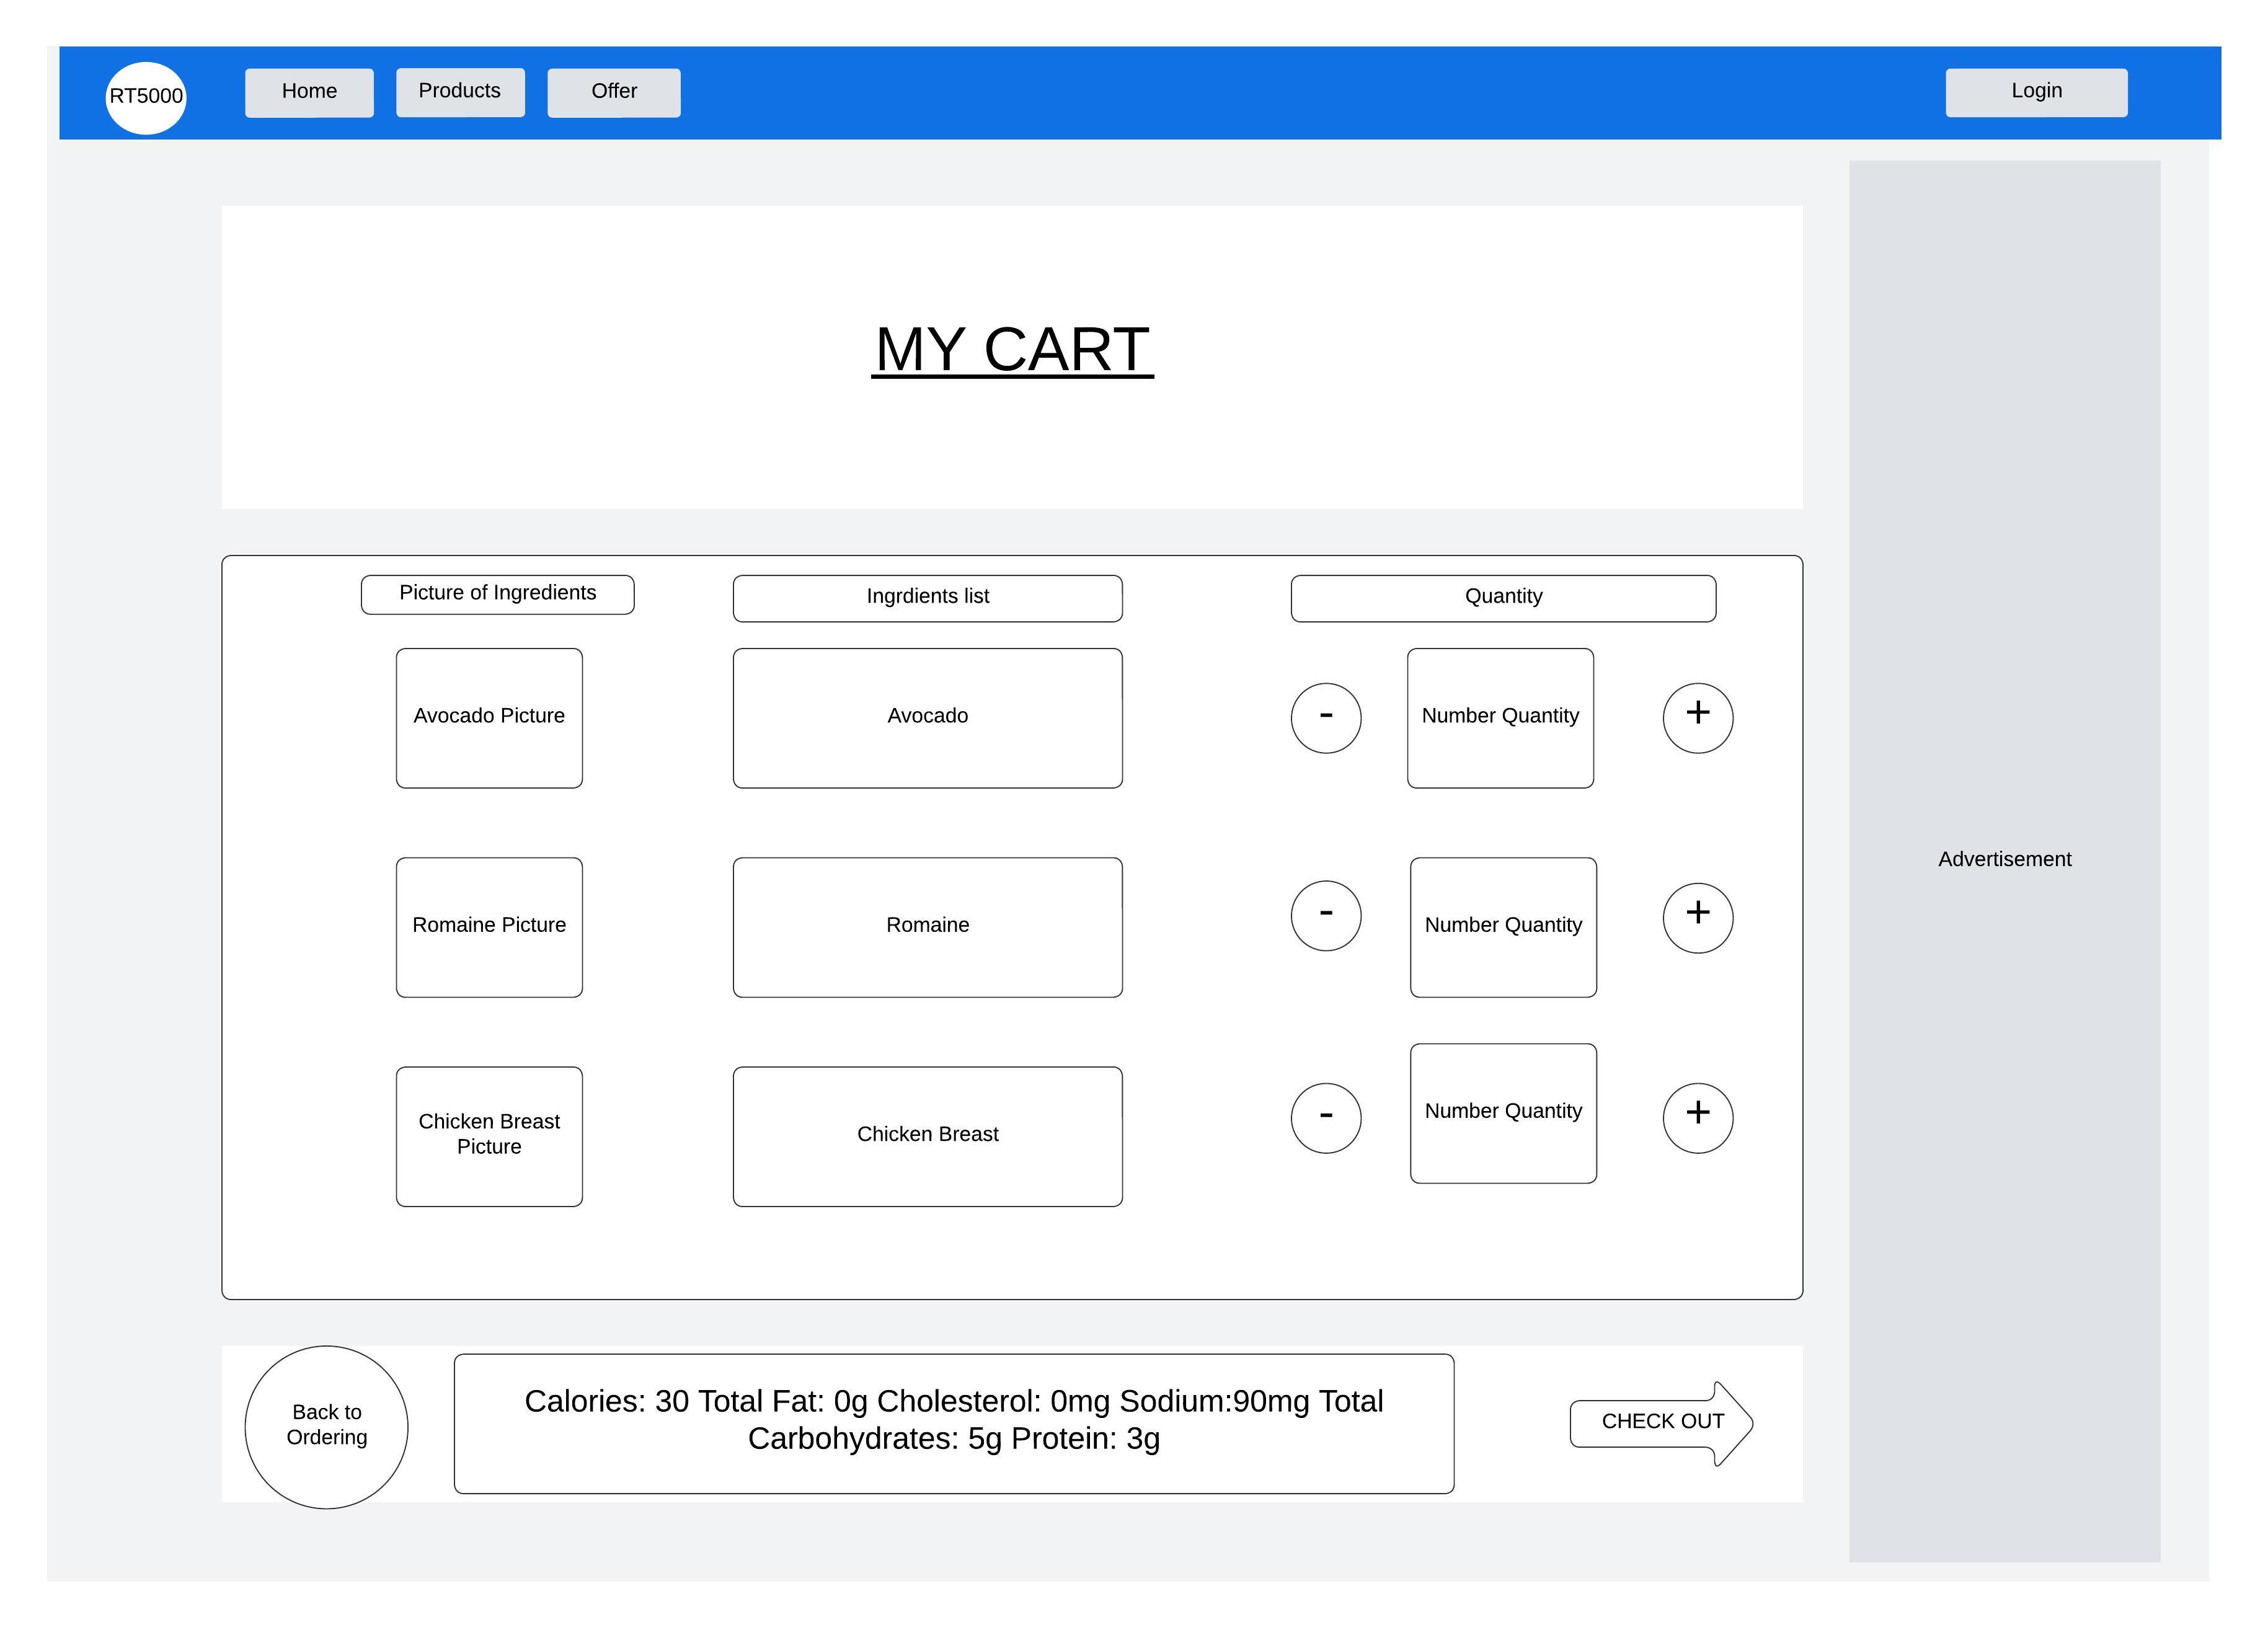 RT5000
Home
Products
Offer
Login
MY CART
Picture of Ingredients
Ingrdients list
Quantity
Avocado Picture
Avocado
-
Number Quantity
+
Romaine Picture
Romaine
-
Number Quantity
+
Chicken Breast
Picture
Chicken Breast
-
Number Quantity
+
Advertisement
Back to
Ordering
Calories: 30 Total Fat: 0g Cholesterol: 0mg Sodium:90mg Total
Carbohydrates: 5g Protein: 3g
CHECK OUT